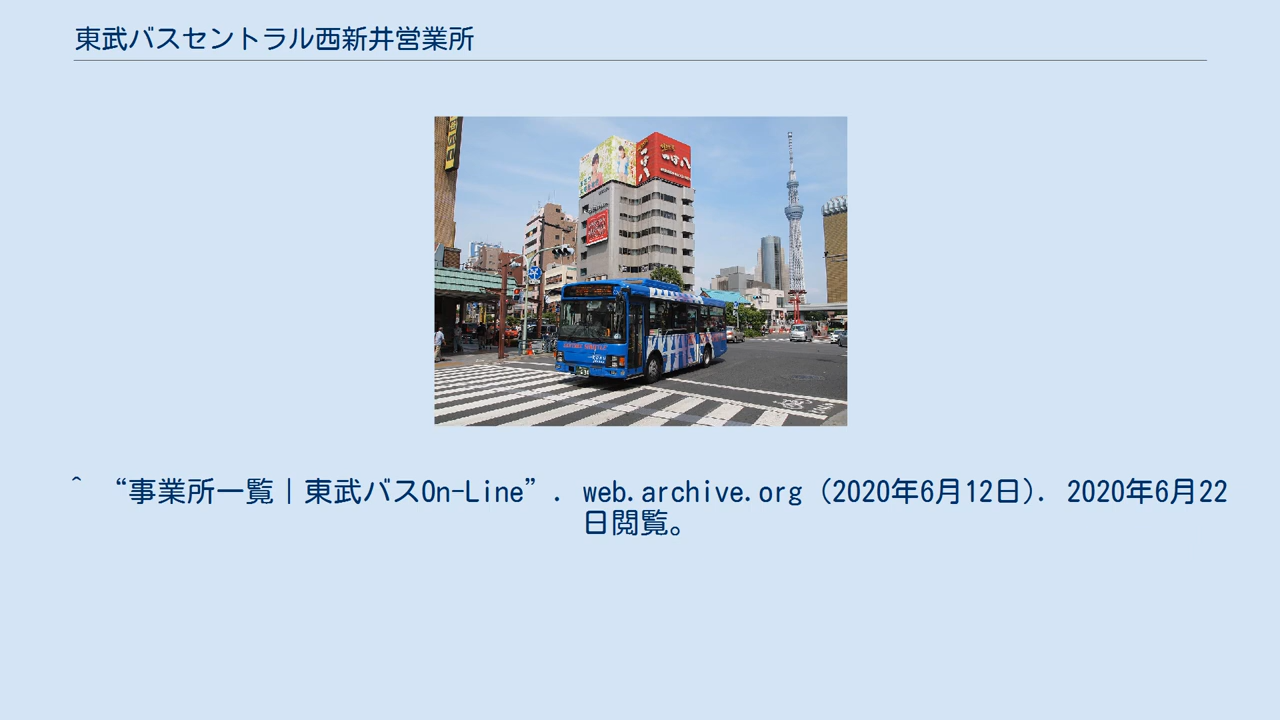 東武バスセントラル西新井営業所
^ “事業所一覧｜東武バスOn-Line”. web.archive.org (2020年6月12日). 2020年6月22
日閲覧。